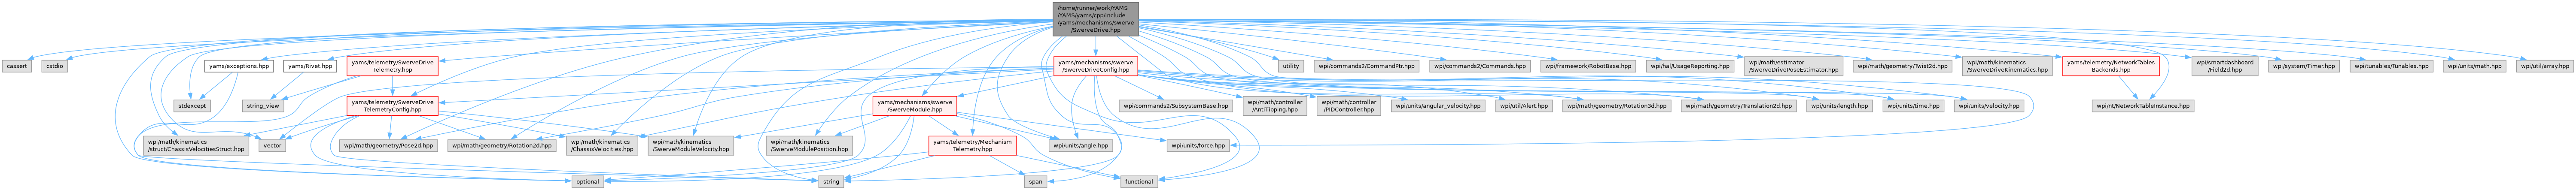 /home/runner/work/YAMS
/YAMS/yams/cpp/include
/yams/mechanisms/swerve
/SwerveDrive.hpp
cassert
cstdio
yams/exceptions.hpp
yams/Rivet.hpp
yams/telemetry/SwerveDrive
Telemetry.hpp
yams/mechanisms/swerve
/SwerveDriveConfig.hpp
utility
wpi/commands2/CommandPtr.hpp
wpi/commands2/Commands.hpp
wpi/framework/RobotBase.hpp
wpi/hal/UsageReporting.hpp
wpi/math/estimator
/SwerveDrivePoseEstimator.hpp
wpi/math/geometry/Twist2d.hpp
wpi/math/kinematics
/SwerveDriveKinematics.hpp
yams/telemetry/NetworkTables
Backends.hpp
wpi/smartdashboard
/Field2d.hpp
wpi/system/Timer.hpp
wpi/tunables/Tunables.hpp
wpi/units/math.hpp
wpi/util/array.hpp
stdexcept
string_view
yams/telemetry/SwerveDrive
TelemetryConfig.hpp
yams/mechanisms/swerve
/SwerveModule.hpp
wpi/commands2/SubsystemBase.hpp
wpi/math/controller
/AntiTipping.hpp
wpi/math/controller
/PIDController.hpp
wpi/units/angular_velocity.hpp
wpi/util/Alert.hpp
wpi/math/geometry/Rotation3d.hpp
wpi/math/geometry/Translation2d.hpp
wpi/units/length.hpp
wpi/units/time.hpp
wpi/units/velocity.hpp
wpi/nt/NetworkTableInstance.hpp
wpi/math/kinematics
/struct/ChassisVelocitiesStruct.hpp
vector
wpi/math/geometry/Pose2d.hpp
wpi/math/geometry/Rotation2d.hpp
wpi/math/kinematics
/ChassisVelocities.hpp
wpi/math/kinematics
/SwerveModuleVelocity.hpp
wpi/math/kinematics
/SwerveModulePosition.hpp
yams/telemetry/Mechanism
Telemetry.hpp
wpi/units/angle.hpp
wpi/units/force.hpp
optional
string
span
functional